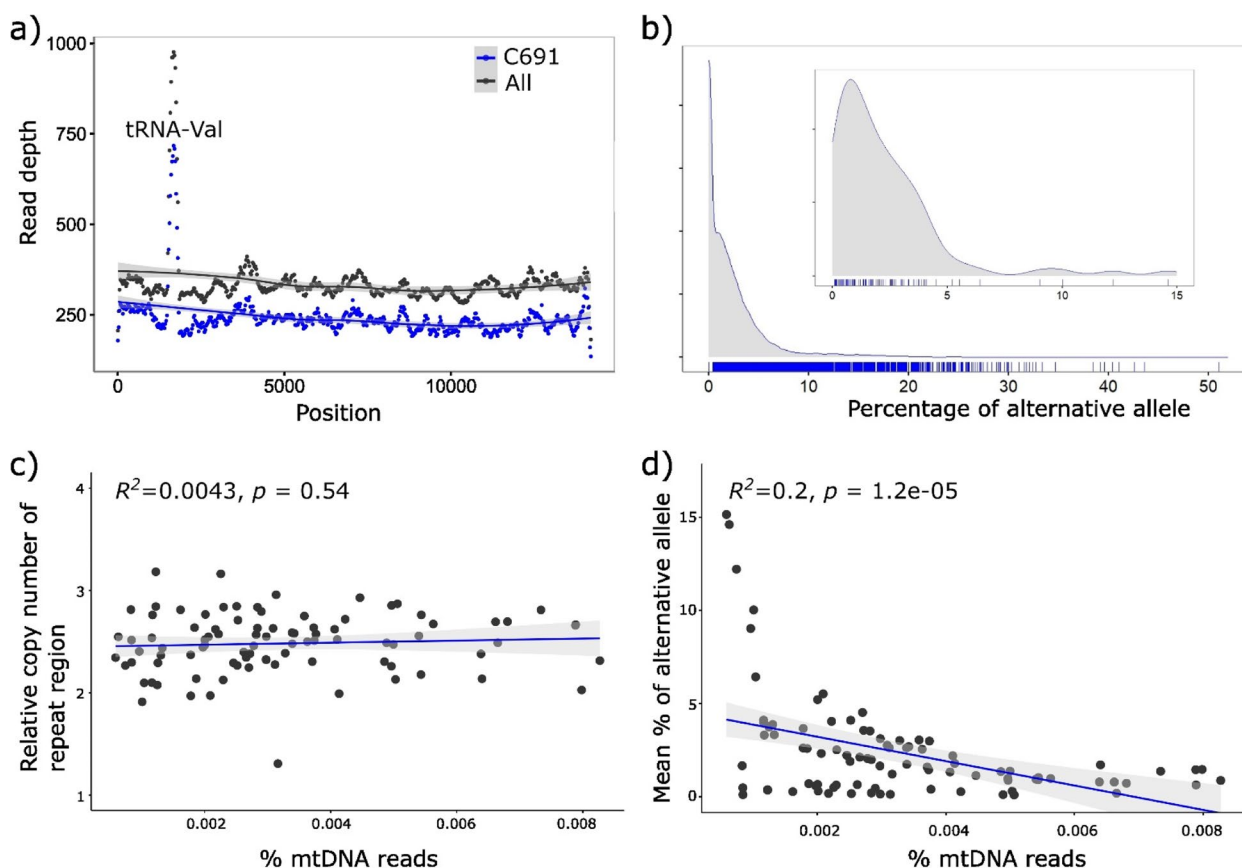 a)
1000
750
500
250
Read depth
tRNA-Val
C691
All
0
5000
10000
Position
b)
0
5
10
15
0
10
20
30
40
50
Percentage of alternative allele
c)
R²=0.0043, p = 0.54
4
3
2
1
Relative copy number of
repeat region
0.002
0.004
0.006
0.008
% mtDNA reads
d)
R²=0.2, p = 1.2e-05
15
10
5
0
Mean % of alternative allele
0.002
0.004
0.006
0.008
% mtDNA reads